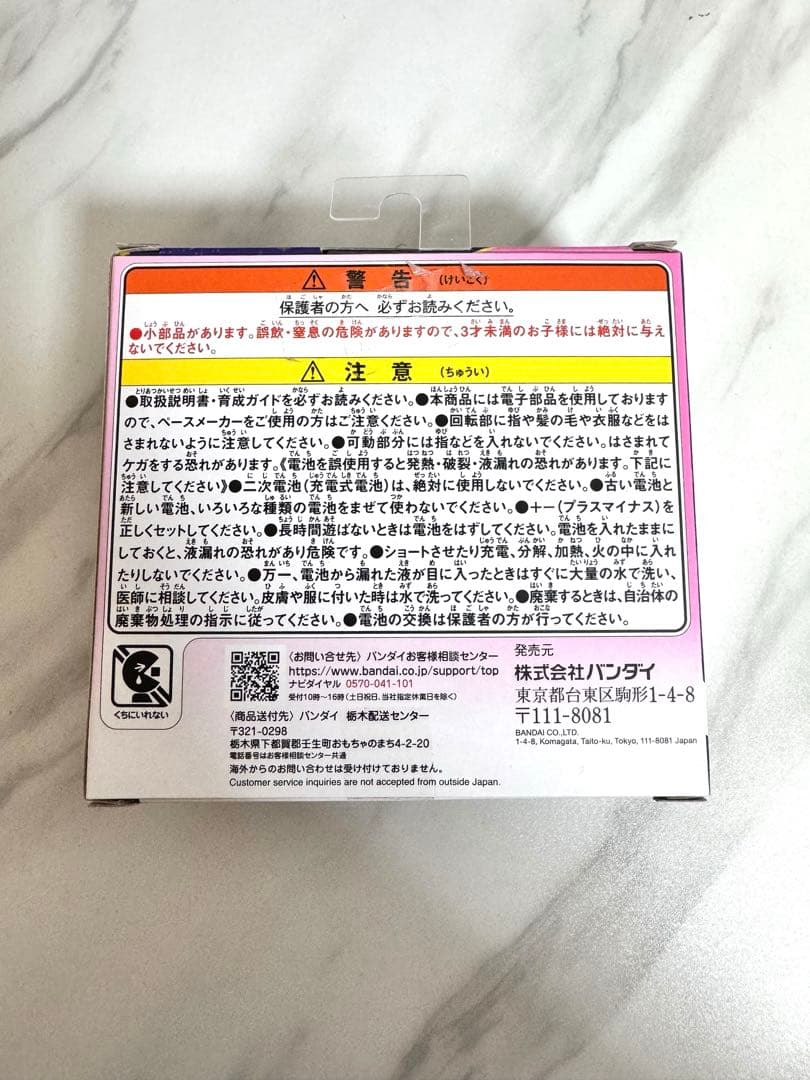 警告 (けいこく)
保護者の方へ 必ずお読みください。
●小部品があります。誤飲・窒息の危険がありますので、3才未満のお子様には絶対に与え
ないでください。
注意 (ちゅうい)
●取扱説明書・育成ガイドを必ずお読みください。●本商品には電子部品を使用しております
ので、ペースメーカーをご使用の方はご注意ください。●回転部に指や髪の毛や衣服などをは
さまれないように注意してください。●可動部分には指などを入れないでください。はさまれて
ケガをする恐れがあります。《電池を誤使用すると発熱・破裂・液漏れの恐れがあります。下記に
注意してください》●二次電池(充電式電池)は、絶対に使用しないでください。●古い電池と
新しい電池、いろいろな種類の電池をまぜて使わないでください。●+-(プラスマイナス)を
正しくセットしてください。●長時間遊ばないときは電池をはずしてください。電池を入れたままに
しておくと、液漏れの恐れがあり危険です。●ショートさせたり充電、分解、加熱、火の中に入れ
たりしないでください。●万一、電池から漏れた液が目に入ったときはすぐに大量の水で洗い、
医師に相談してください。皮膚や服に付いた時は水で洗ってください。●廃棄するときは、自治体の
廃棄物処理の指示に従ってください。●電池の交換は保護者の方が行ってください。
くちにいれない
〈お問い合せ先〉バンダイお客様相談センター
https://www.bandai.co.jp/support/top
ナビダイヤル 0570-041-101
受付10時〜16時(土日祝日、当社指定休業日を除く)
〈商品送付先〉バンダイ 栃木配送センター
〒321-0298
栃木県下都賀郡壬生町おもちゃのまち4-2-20
電話番号はお客様相談センター共通
海外からのお問い合わせは受け付けておりません。
Customer service inquiries are not accepted from outside Japan.
発売元
株式会社バンダイ
東京都台東区駒形1-4-8
〒111-8081
BANDAI CO.,LTD.
1-4-8, Komagata, Taito-ku, Tokyo, 111-8081 Japan